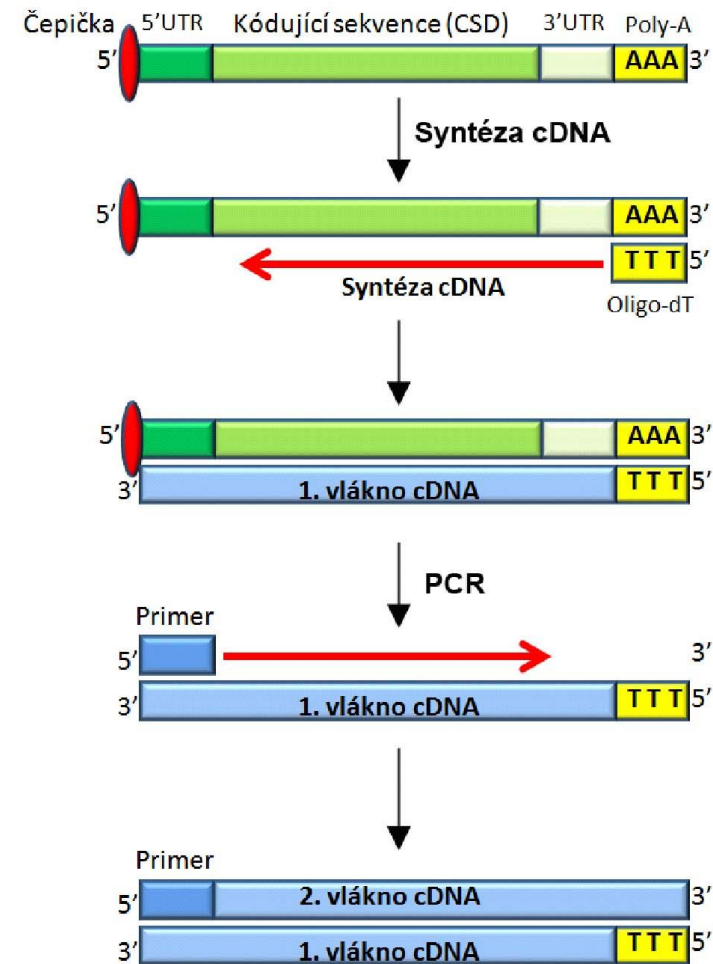 Čepička 5'UTR Kódující sekvence (CSD) 3'UTR Poly-A
5' AAA 3'
Syntéza cDNA
5' AAA 3'
TTT 5'
Syntéza cDNA
Oligo-dT
5' AAA 3'
3' 1. vlákno cDNA TTT 5'
PCR
Primer
5' 3'
3' 1. vlákno cDNA TTT 5'
Primer
5' 2. vlákno cDNA 3'
3' 1. vlákno cDNA TTT 5'